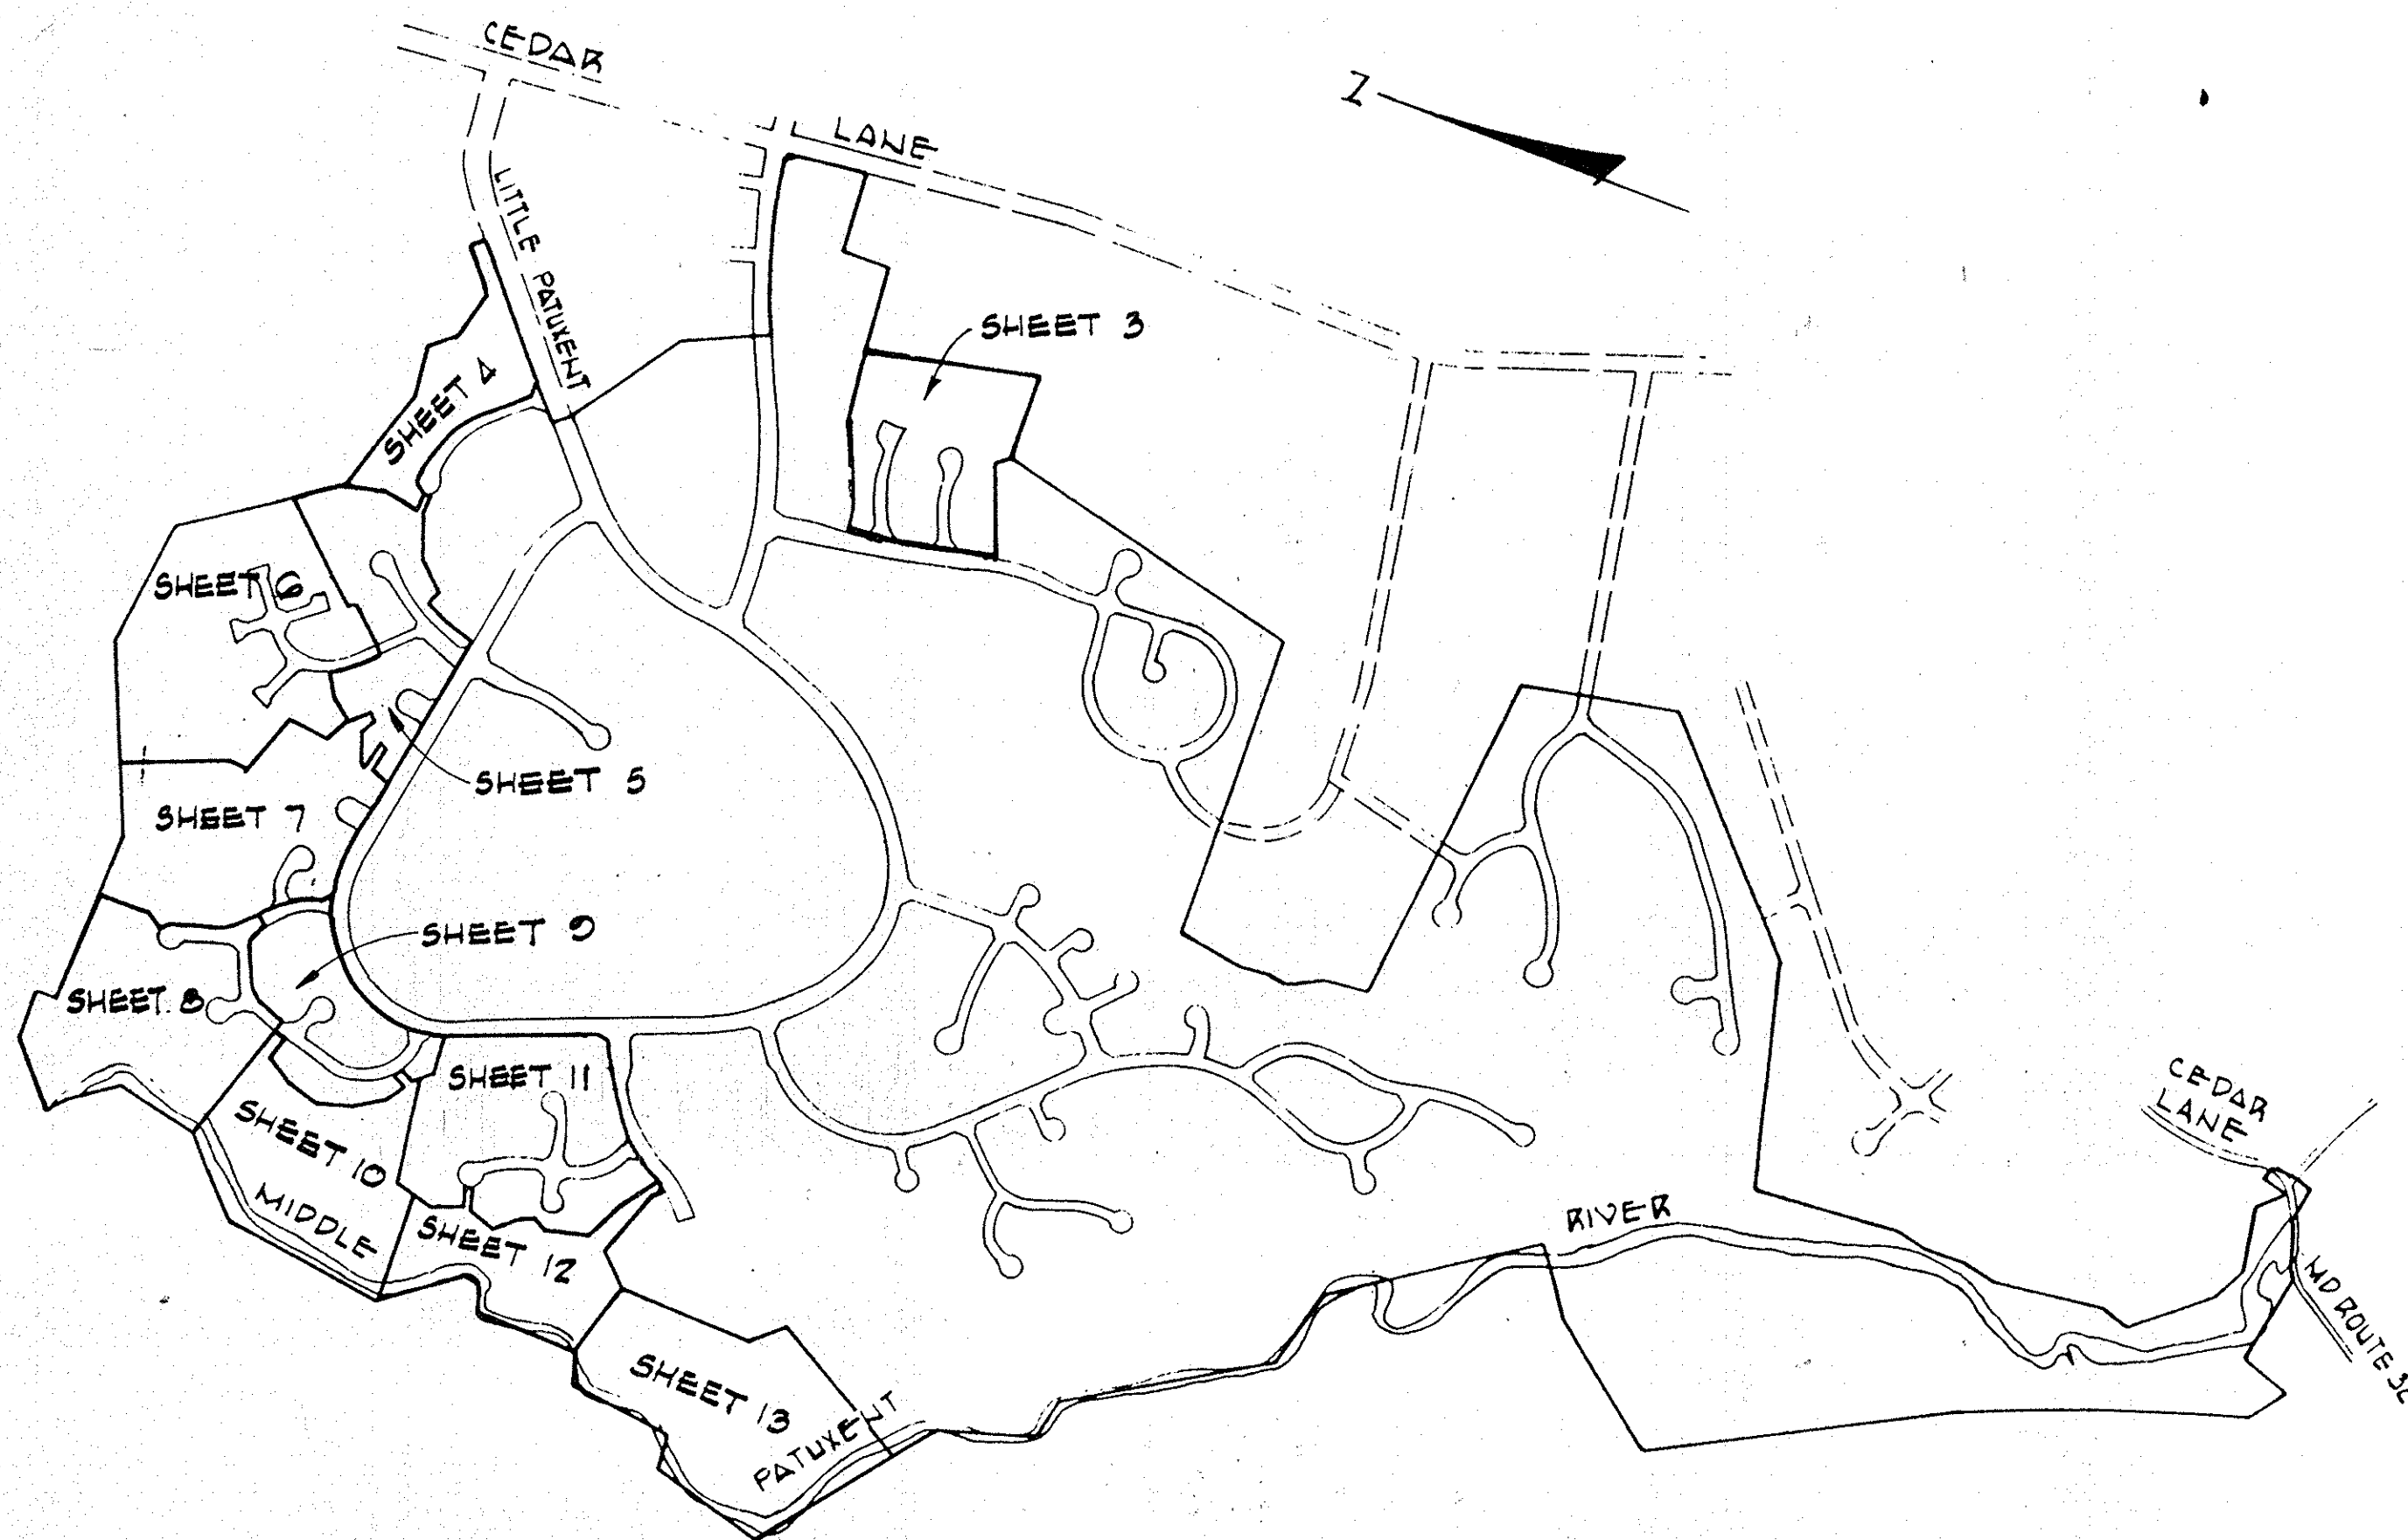 CEDAR
LANE
Z
LITTLE PATUXENT
SHEET 3
SHEET 4
SHEET 6
SHEET 5
SHEET 7
SHEET 9
SHEET 8
SHEET 11
SHEET 10
CEDAR
LANE
MIDDLE
SHEET 12
RIVER
MD ROUTE 32
SHEET 13
PATUXENT